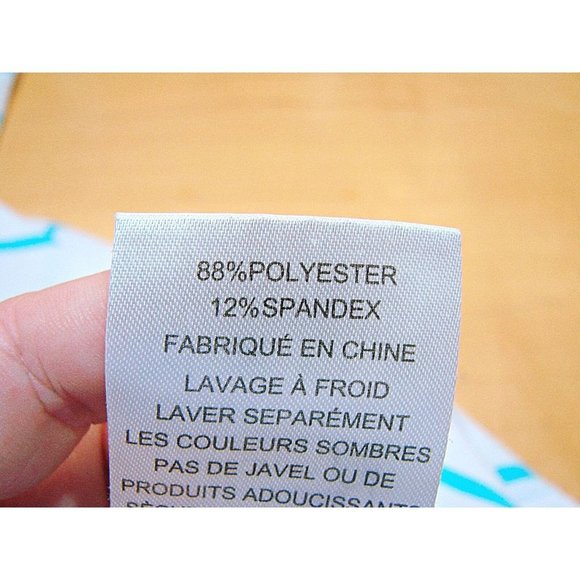 88%POLYESTER
12%SPANDEX
FABRIQUÉ EN CHINE
LAVAGE À FROID
LAVER SEPARÉMENT
LES COULEURS SOMBRES
PAS DE JAVEL OU DE
PRODUITS ADOUCISSANTS